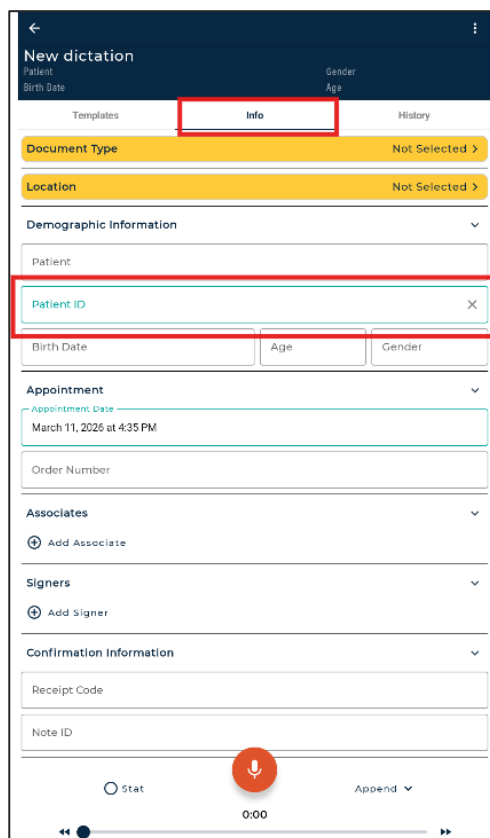 New dictation
Patient Gender
Birth Date Age
Templates Info History
Document Type Not Selected >
Location Not Selected >
Demographic Information
Patient
Patient ID
Birth Date Age Gender
Appointment
Appointment Date
March 11, 2026 at 4:35 PM
Order Number
Associates
Add Associate
Signers
Add Signer
Confirmation Information
Receipt Code
Note ID
Stat Append
0:00